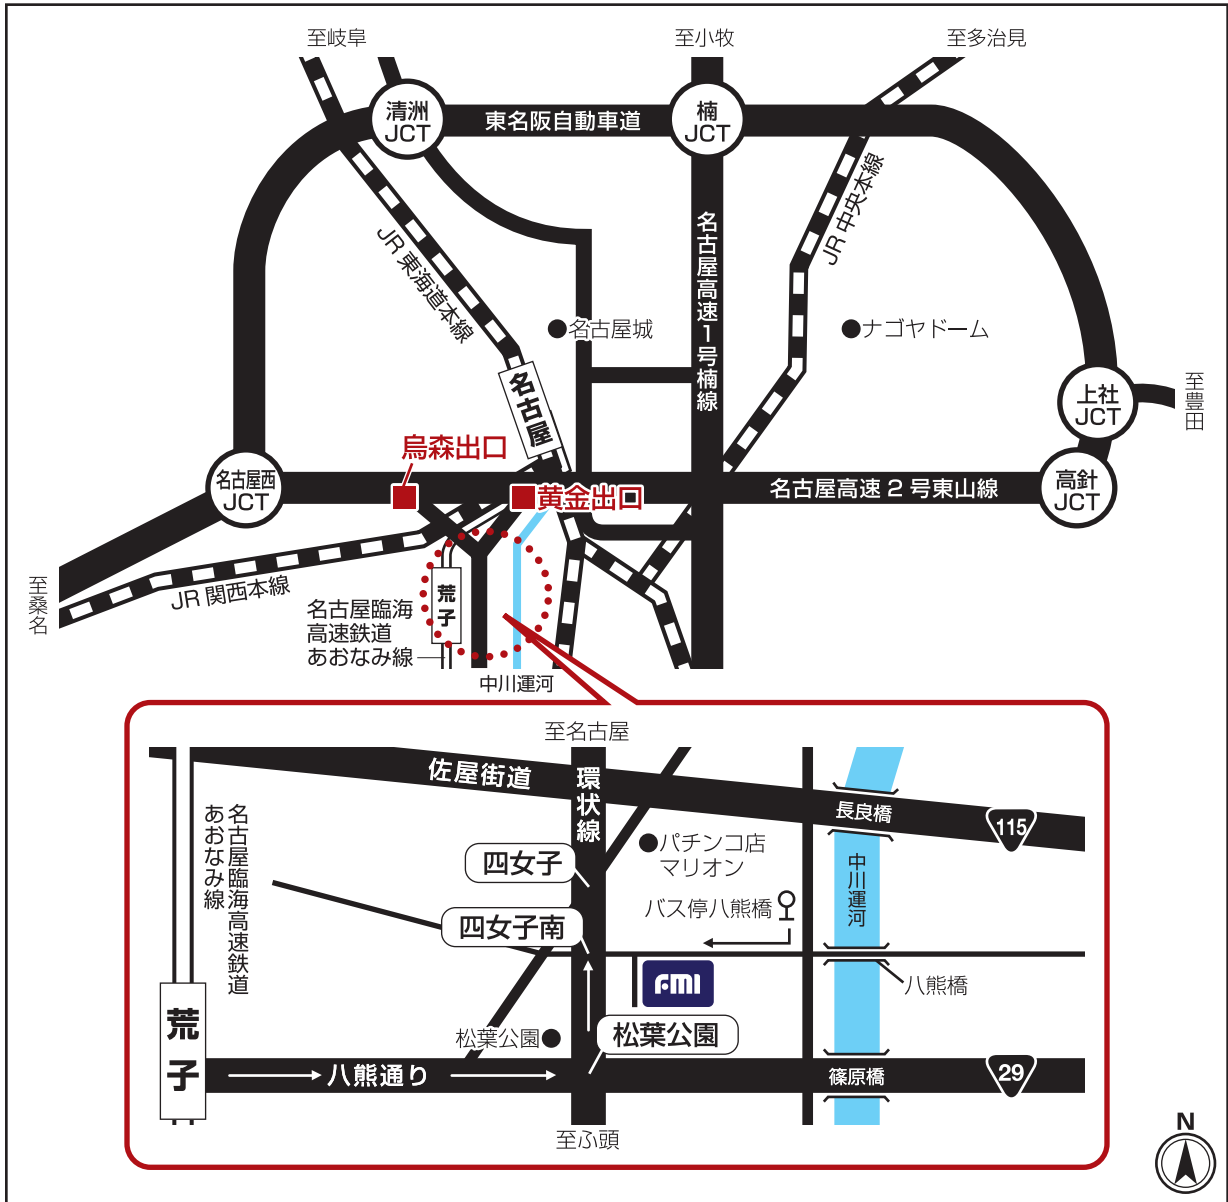 至岐阜
至小牧
至多治見
清洲
JCT
東名阪自動車道
楠
JCT
JR東海道本線
名古屋高速1号楠線
JR中央本線
名古屋城
ナゴヤドーム
名古屋
上社
JCT
至豊田
烏森出口
名古屋西
JCT
黄金出口
名古屋高速2号東山線
高針
JCT
至桑名
JR関西本線
荒子
名古屋臨海
高速鉄道
あおなみ線
中川運河
至名古屋
佐屋街道
環状線
長良橋
115
名古屋臨海高速鉄道
あおなみ線
四女子
パチンコ店
マリオン
中川運河
バス停八熊橋
四女子南
FMI
八熊橋
荒子
松葉公園
松葉公園
八熊通り
篠原橋
29
至ふ頭
N